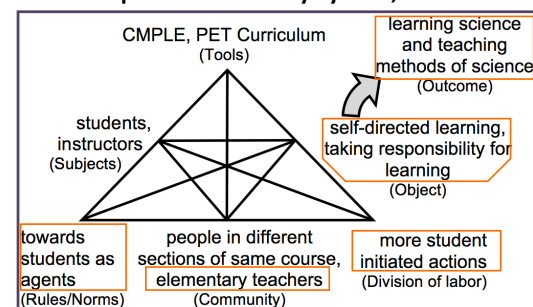 CMPLE, PET Curriculum
(Tools)
learning science
and teaching
methods of science
(Outcome)
students,
instructors
(Subjects)
self-directed learning,
taking responsibility for
learning
(Object)
towards
students as
agents
(Rules/Norms)
people in different
sections of same course,
elementary teachers
(Community)
more student
initiated actions
(Division of labor)